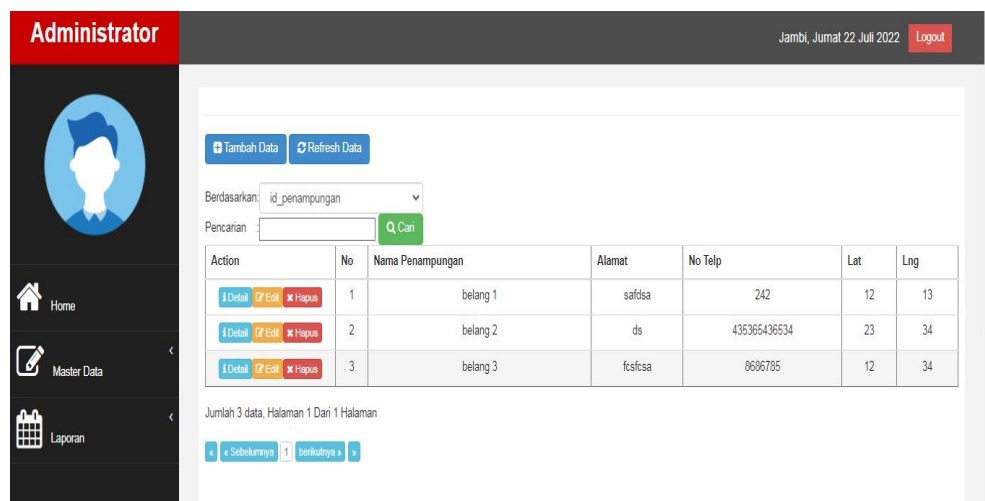 Administrator
Jambi, Jumat 22 Juli 2022 Logout
Tambah Data Refresh Data
Berdasarkan: id_penampungan
Pencarian : Cari
Action No Nama Penampungan Alamat No Telp Lat Lng
Detail Edit Hapus 1 belang 1 safdsa 242 12 13
Detail Edit Hapus 2 belang 2 ds 435365436534 23 34
Detail Edit Hapus 3 belang 3 fcsfcsa 8686785 12 34
Home
Master Data
Laporan
Jumlah 3 data, Halaman 1 Dari 1 Halaman
« « Sebelumnya 1 berikutnya » »